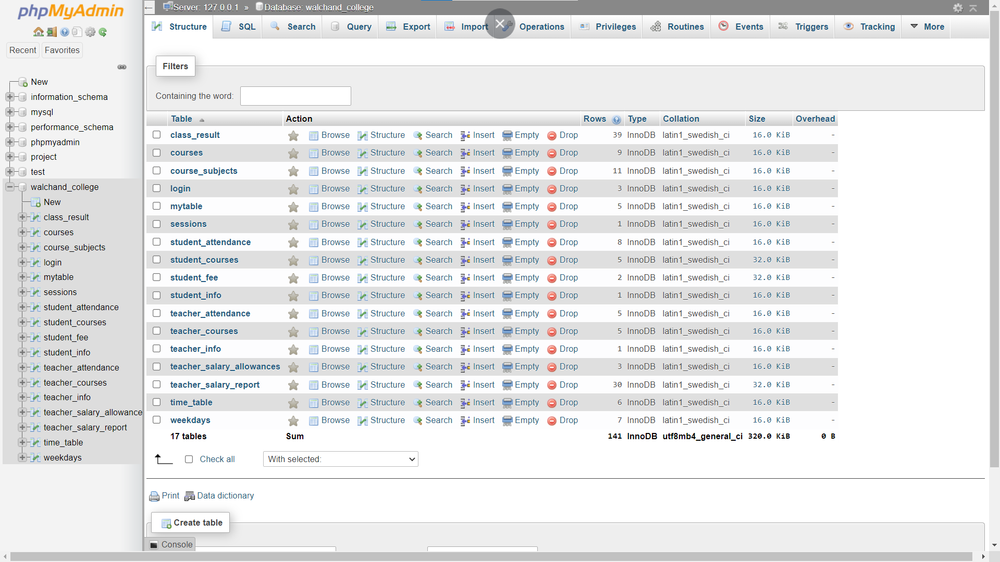 phpMyAdmin
Recent Favorites
New
information_schema
mysql
performance_schema
phpmyadmin
project
test
walchand_college
New
class_result
courses
course_subjects
login
mytable
sessions
student_attendance
student_courses
student_fee
student_info
teacher_attendance
teacher_courses
teacher_info
teacher_salary_allowance
teacher_salary_report
time_table
weekdays
Server: 127.0.0.1 » Database: walchand_college
Structure SQL Search Query Export Import Operations Privileges Routines Events Triggers Tracking More
Filters
Containing the word:
Table Action Rows Type Collation Size Overhead
class_result Browse Structure Search Insert Empty Drop 39 InnoDB latin1_swedish_ci 16.0 KiB -
courses Browse Structure Search Insert Empty Drop 9 InnoDB latin1_swedish_ci 16.0 KiB -
course_subjects Browse Structure Search Insert Empty Drop 11 InnoDB latin1_swedish_ci 16.0 KiB -
login Browse Structure Search Insert Empty Drop 3 InnoDB latin1_swedish_ci 16.0 KiB -
mytable Browse Structure Search Insert Empty Drop 5 InnoDB latin1_swedish_ci 16.0 KiB -
sessions Browse Structure Search Insert Empty Drop 1 InnoDB latin1_swedish_ci 16.0 KiB -
student_attendance Browse Structure Search Insert Empty Drop 8 InnoDB latin1_swedish_ci 16.0 KiB -
student_courses Browse Structure Search Insert Empty Drop 5 InnoDB latin1_swedish_ci 32.0 KiB -
student_fee Browse Structure Search Insert Empty Drop 2 InnoDB latin1_swedish_ci 32.0 KiB -
student_info Browse Structure Search Insert Empty Drop 1 InnoDB latin1_swedish_ci 16.0 KiB -
teacher_attendance Browse Structure Search Insert Empty Drop 5 InnoDB latin1_swedish_ci 16.0 KiB -
teacher_courses Browse Structure Search Insert Empty Drop 5 InnoDB latin1_swedish_ci 16.0 KiB -
teacher_info Browse Structure Search Insert Empty Drop 1 InnoDB latin1_swedish_ci 16.0 KiB -
teacher_salary_allowances Browse Structure Search Insert Empty Drop 3 InnoDB latin1_swedish_ci 16.0 KiB -
teacher_salary_report Browse Structure Search Insert Empty Drop 30 InnoDB latin1_swedish_ci 32.0 KiB -
time_table Browse Structure Search Insert Empty Drop 6 InnoDB latin1_swedish_ci 16.0 KiB -
weekdays Browse Structure Search Insert Empty Drop 7 InnoDB latin1_swedish_ci 16.0 KiB -
17 tables Sum 141 InnoDB utf8mb4_general_ci 320.0 KiB 0 B
Check all With selected:
Print Data dictionary
Create table
Console